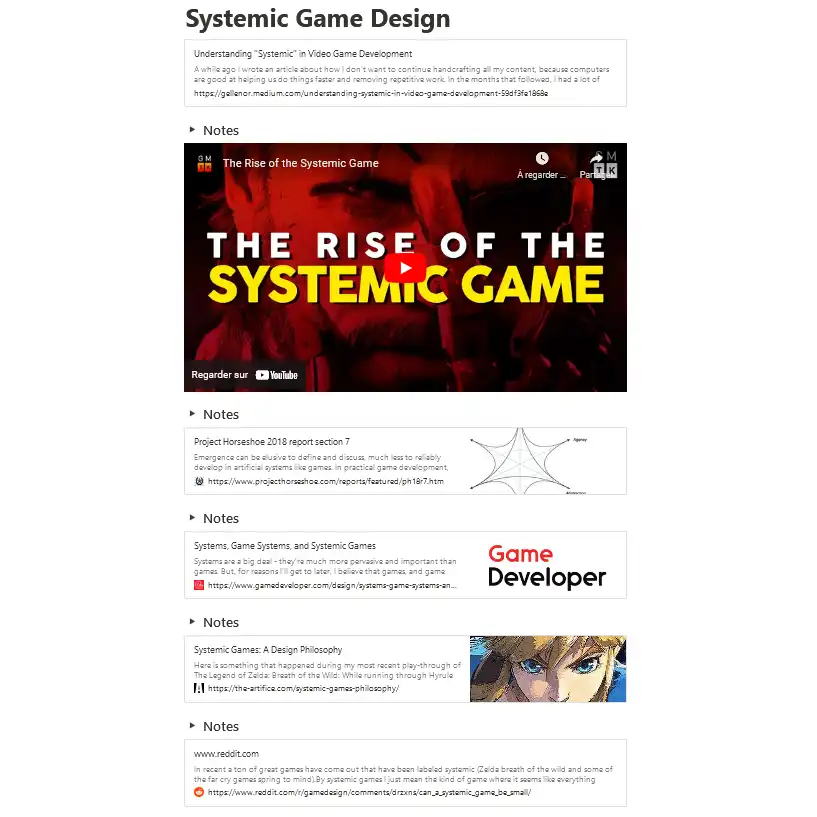 Systemic Game Design
Understanding "Systemic" in Video Game Development
A while ago I wrote an article about how I don't want to continue handcrafting all my content, because computers
are good at helping us do things faster and removing repetitive work. In the months that followed, I had a lot of
https://gellenor.medium.com/understanding-systemic-in-video-game-development-59df3fe1868e
Notes
GM
TK
The Rise of the Systemic Game
À regarder ...
Partager
GM
TK
THE RISE OF THE
SYSTEMIC GAME
Regarder sur YouTube
Notes
Project Horseshoe 2018 report section 7
Emergence can be elusive to define and discuss, much less to reliably
develop in artificial systems like games. In practical game development,
https://www.projecthorseshoe.com/reports/featured/ph18r7.htm
Agency
Notes
Systems, Game Systems, and Systemic Games
Systems are a big deal - they're much more pervasive and important than
games. But, for reasons I'll get to later, I believe that games, and game
https://www.gamedeveloper.com/design/systems-game-systems-an...
Game
Developer
Notes
Systemic Games: A Design Philosophy
Here is something that happened during my most recent play-through of
The Legend of Zelda: Breath of the Wild: While running through Hyrule
https://the-artifice.com/systemic-games-philosophy/
Notes
www.reddit.com
In recent a ton of great games have come out that have been labeled systemic (Zelda breath of the wild and some of
the far cry games spring to mind).By systemic games I just mean the kind of game where it seems like everything
https://www.reddit.com/r/gamedesign/comments/drzxns/can_a_systemic_game_be_small/